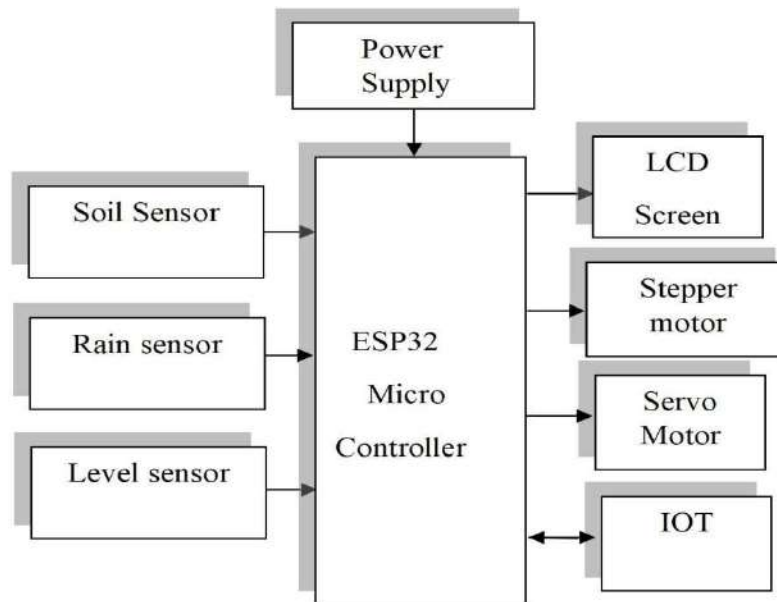 Power
Supply
Soil Sensor
Rain sensor
Level sensor
ESP32
Micro
Controller
LCD
Screen
Stepper
motor
Servo
Motor
IOT